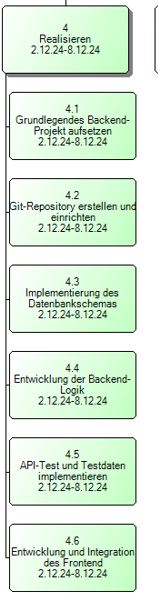 4
Realisieren
2.12.24-8.12.24
4.1
Grundlegendes Backend-
Projekt aufsetzen
2.12.24-8.12.24
4.2
Git-Repository erstellen und
einrichten
2.12.24-8.12.24
4.3
Implementierung des
Datenbankschemas
2.12.24-8.12.24
4.4
Entwicklung der Backend-
Logik
2.12.24-8.12.24
4.5
API-Test und Testdaten
implementieren
2.12.24-8.12.24
4.6
Entwicklung und Integration
des Frontend
2.12.24-8.12.24